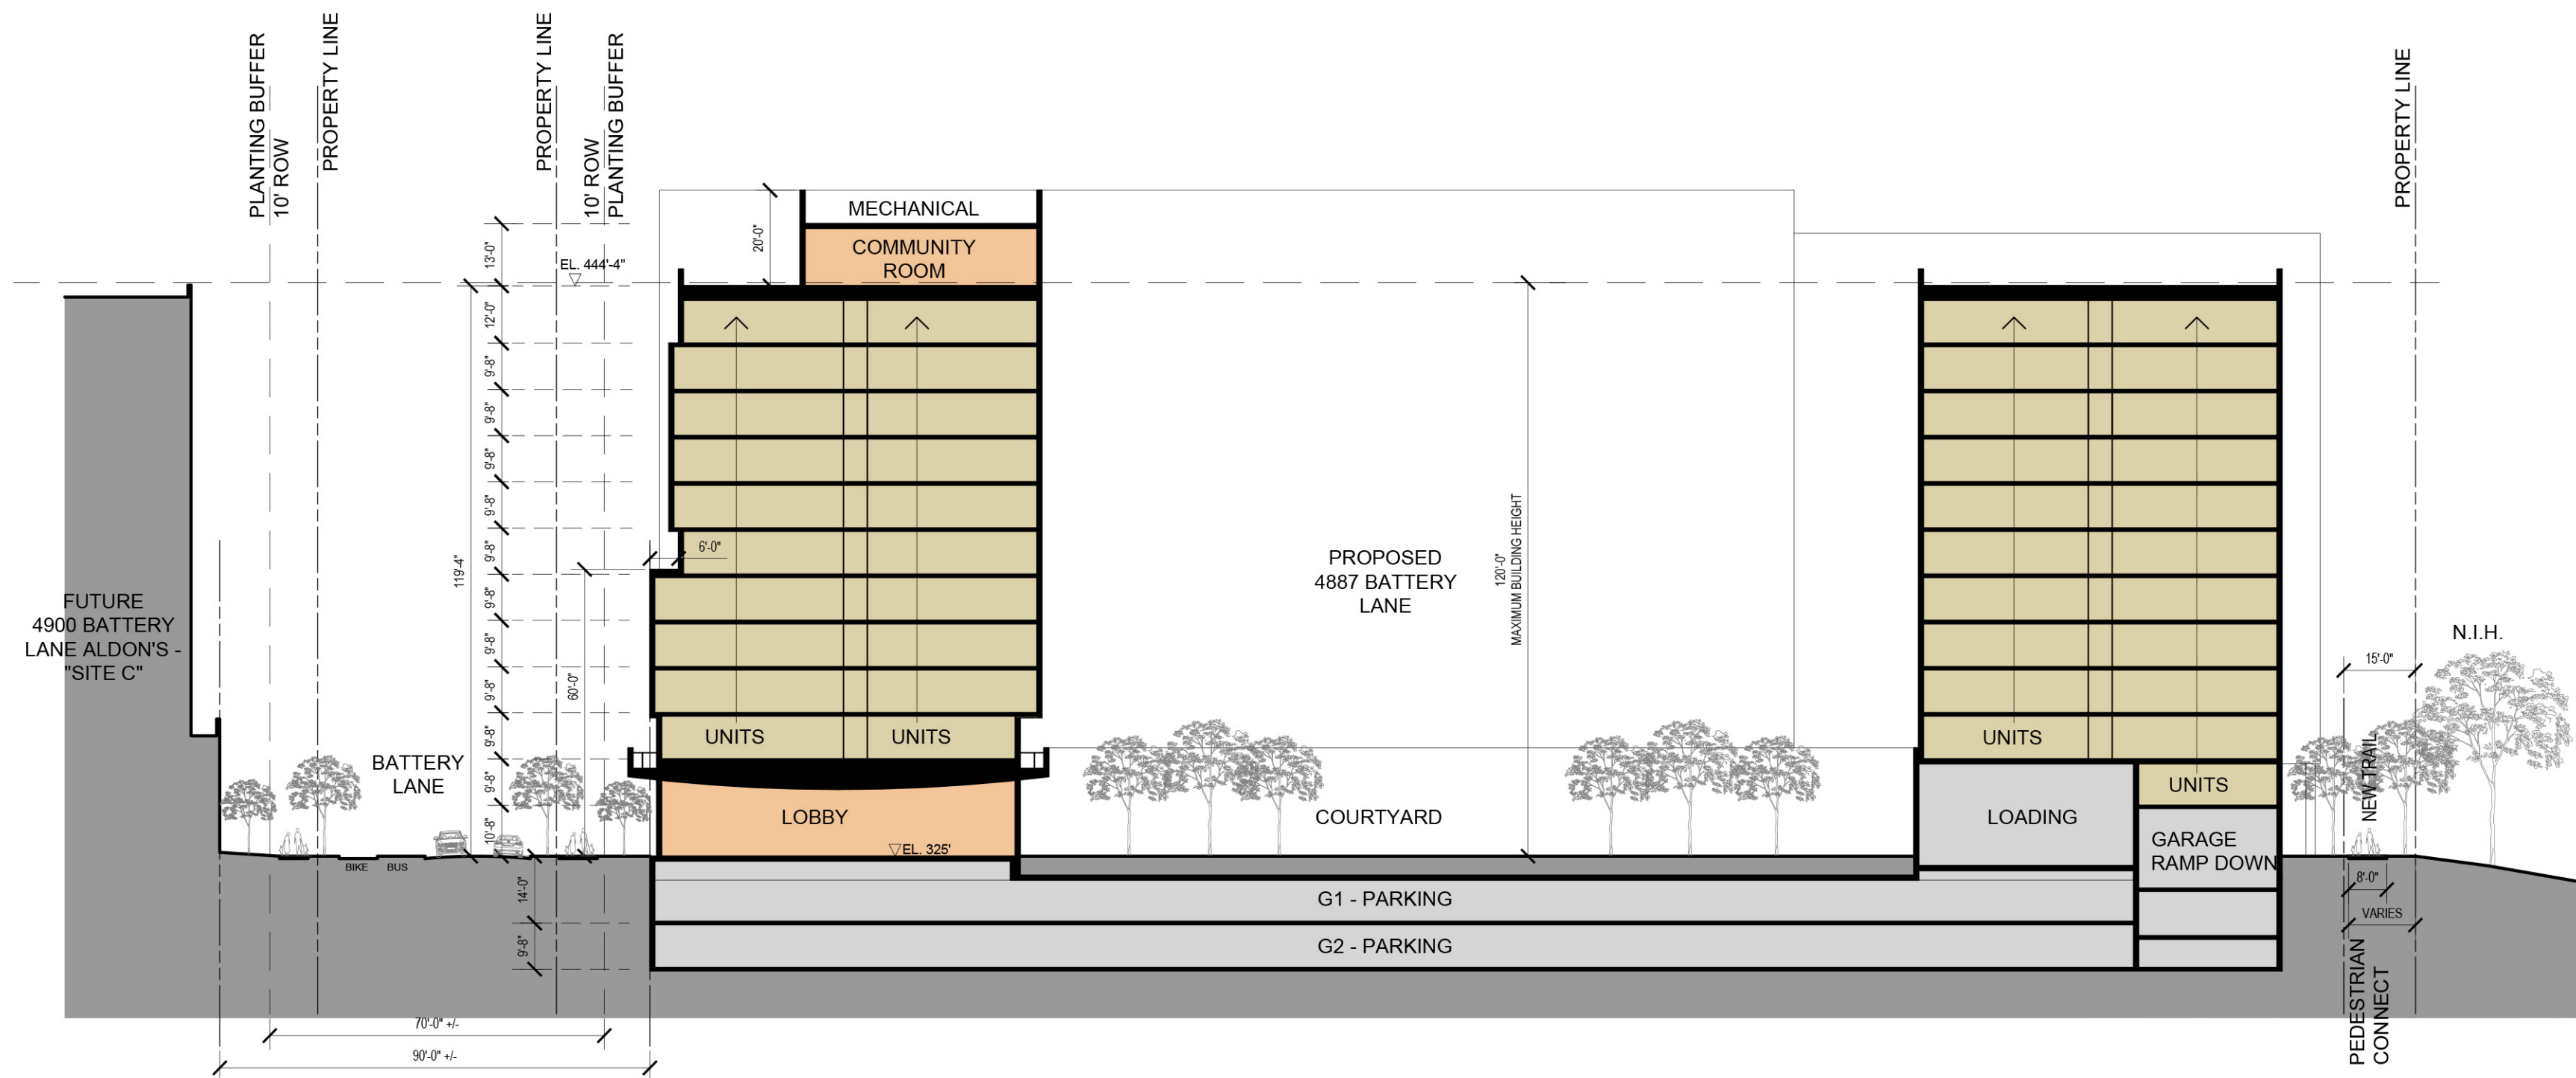 PLANTING BUFFER
10' ROW
PROPERTY LINE
PROPERTY LINE
10' ROW
PLANTING BUFFER
PROPERTY LINE
MECHANICAL
COMMUNITY
ROOM
20'-0"
EL. 444'-4"
13'-0"
12'-0"
9'-8"
9'-8"
9'-8"
9'-8"
9'-8"
9'-8"
9'-8"
9'-8"
9'-8"
9'-8"
10'-8"
119'-4"
60'-0"
6'-0"
14'-0"
9'-8"
FUTURE
4900 BATTERY
LANE ALDON'S -
"SITE C"
BATTERY
LANE
BIKE
BUS
UNITS
UNITS
LOBBY
EL. 325'
PROPOSED
4887 BATTERY
LANE
120'-0"
MAXIMUM BUILDING HEIGHT
COURTYARD
UNITS
LOADING
UNITS
GARAGE
RAMP DOWN
G1 - PARKING
G2 - PARKING
N.I.H.
15'-0"
NEW TRAIL
8'-0"
VARIES
PEDESTRIAN
CONNECT
70'-0" +/-
90'-0" +/-